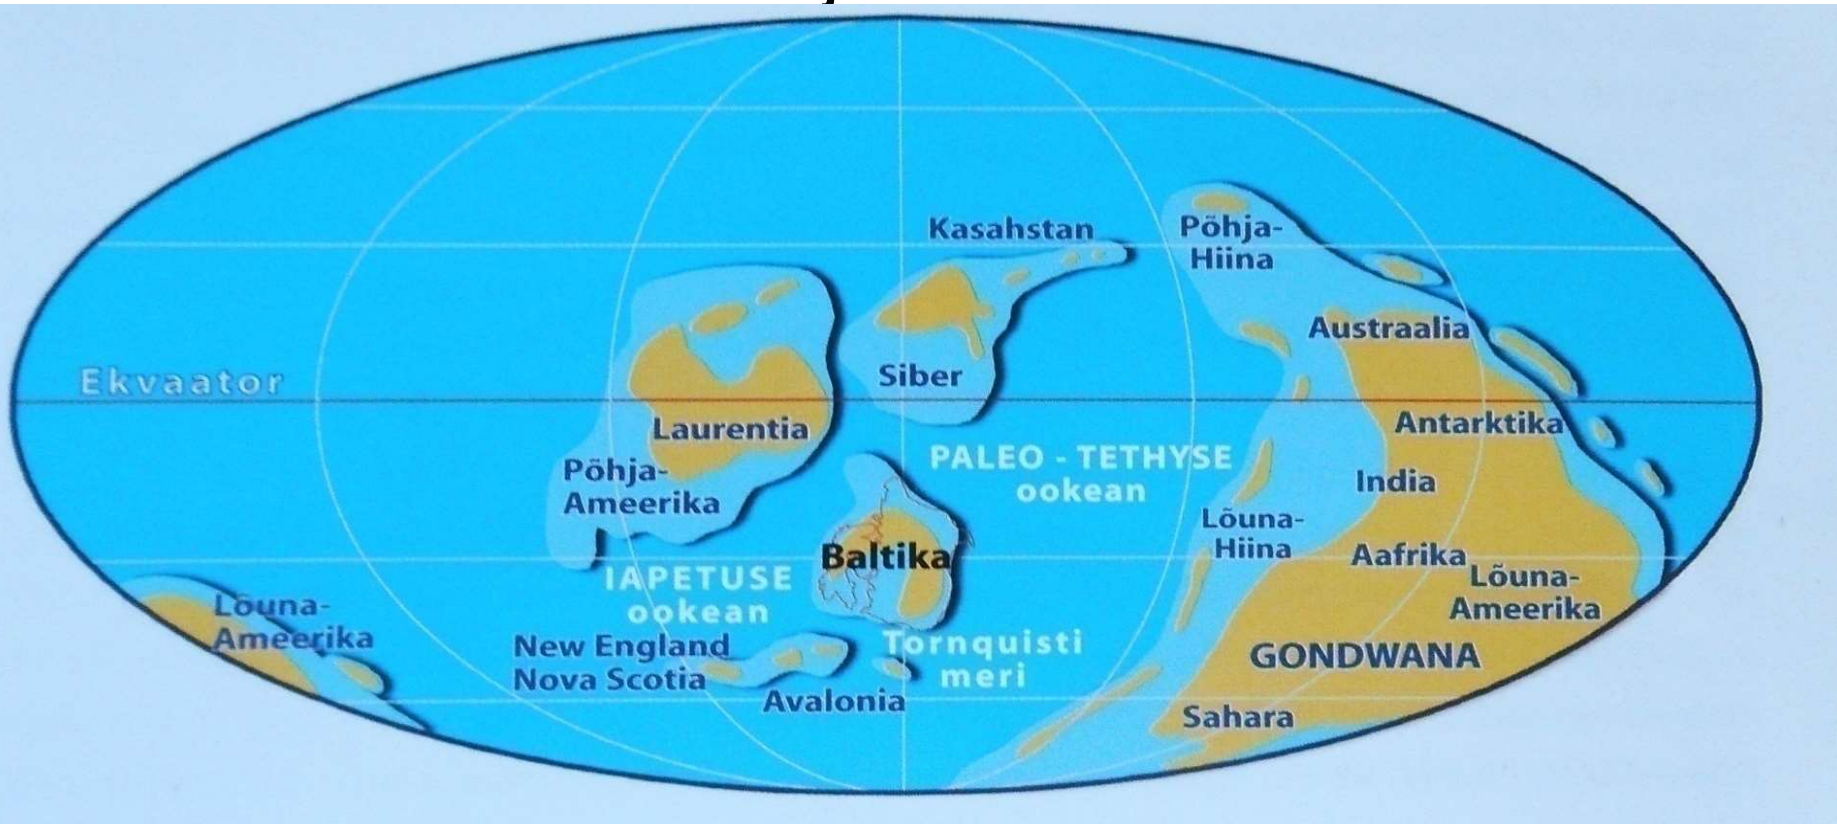 Kasahstan
Põhja-
Hiina
Austraalia
Ekvaator
Siber
Laurentia
Antarktika
Põhja-
Ameerika
PALEO - TETHYSE
ookean
India
Lõuna-
Hiina
Baltika
Aafrika
Lõuna-
Ameerika
IAPETUSE
ookean
Lõuna-
Ameerika
New England
Nova Scotia
Tornquisti
meri
GONDWANA
Avalonia
Sahara